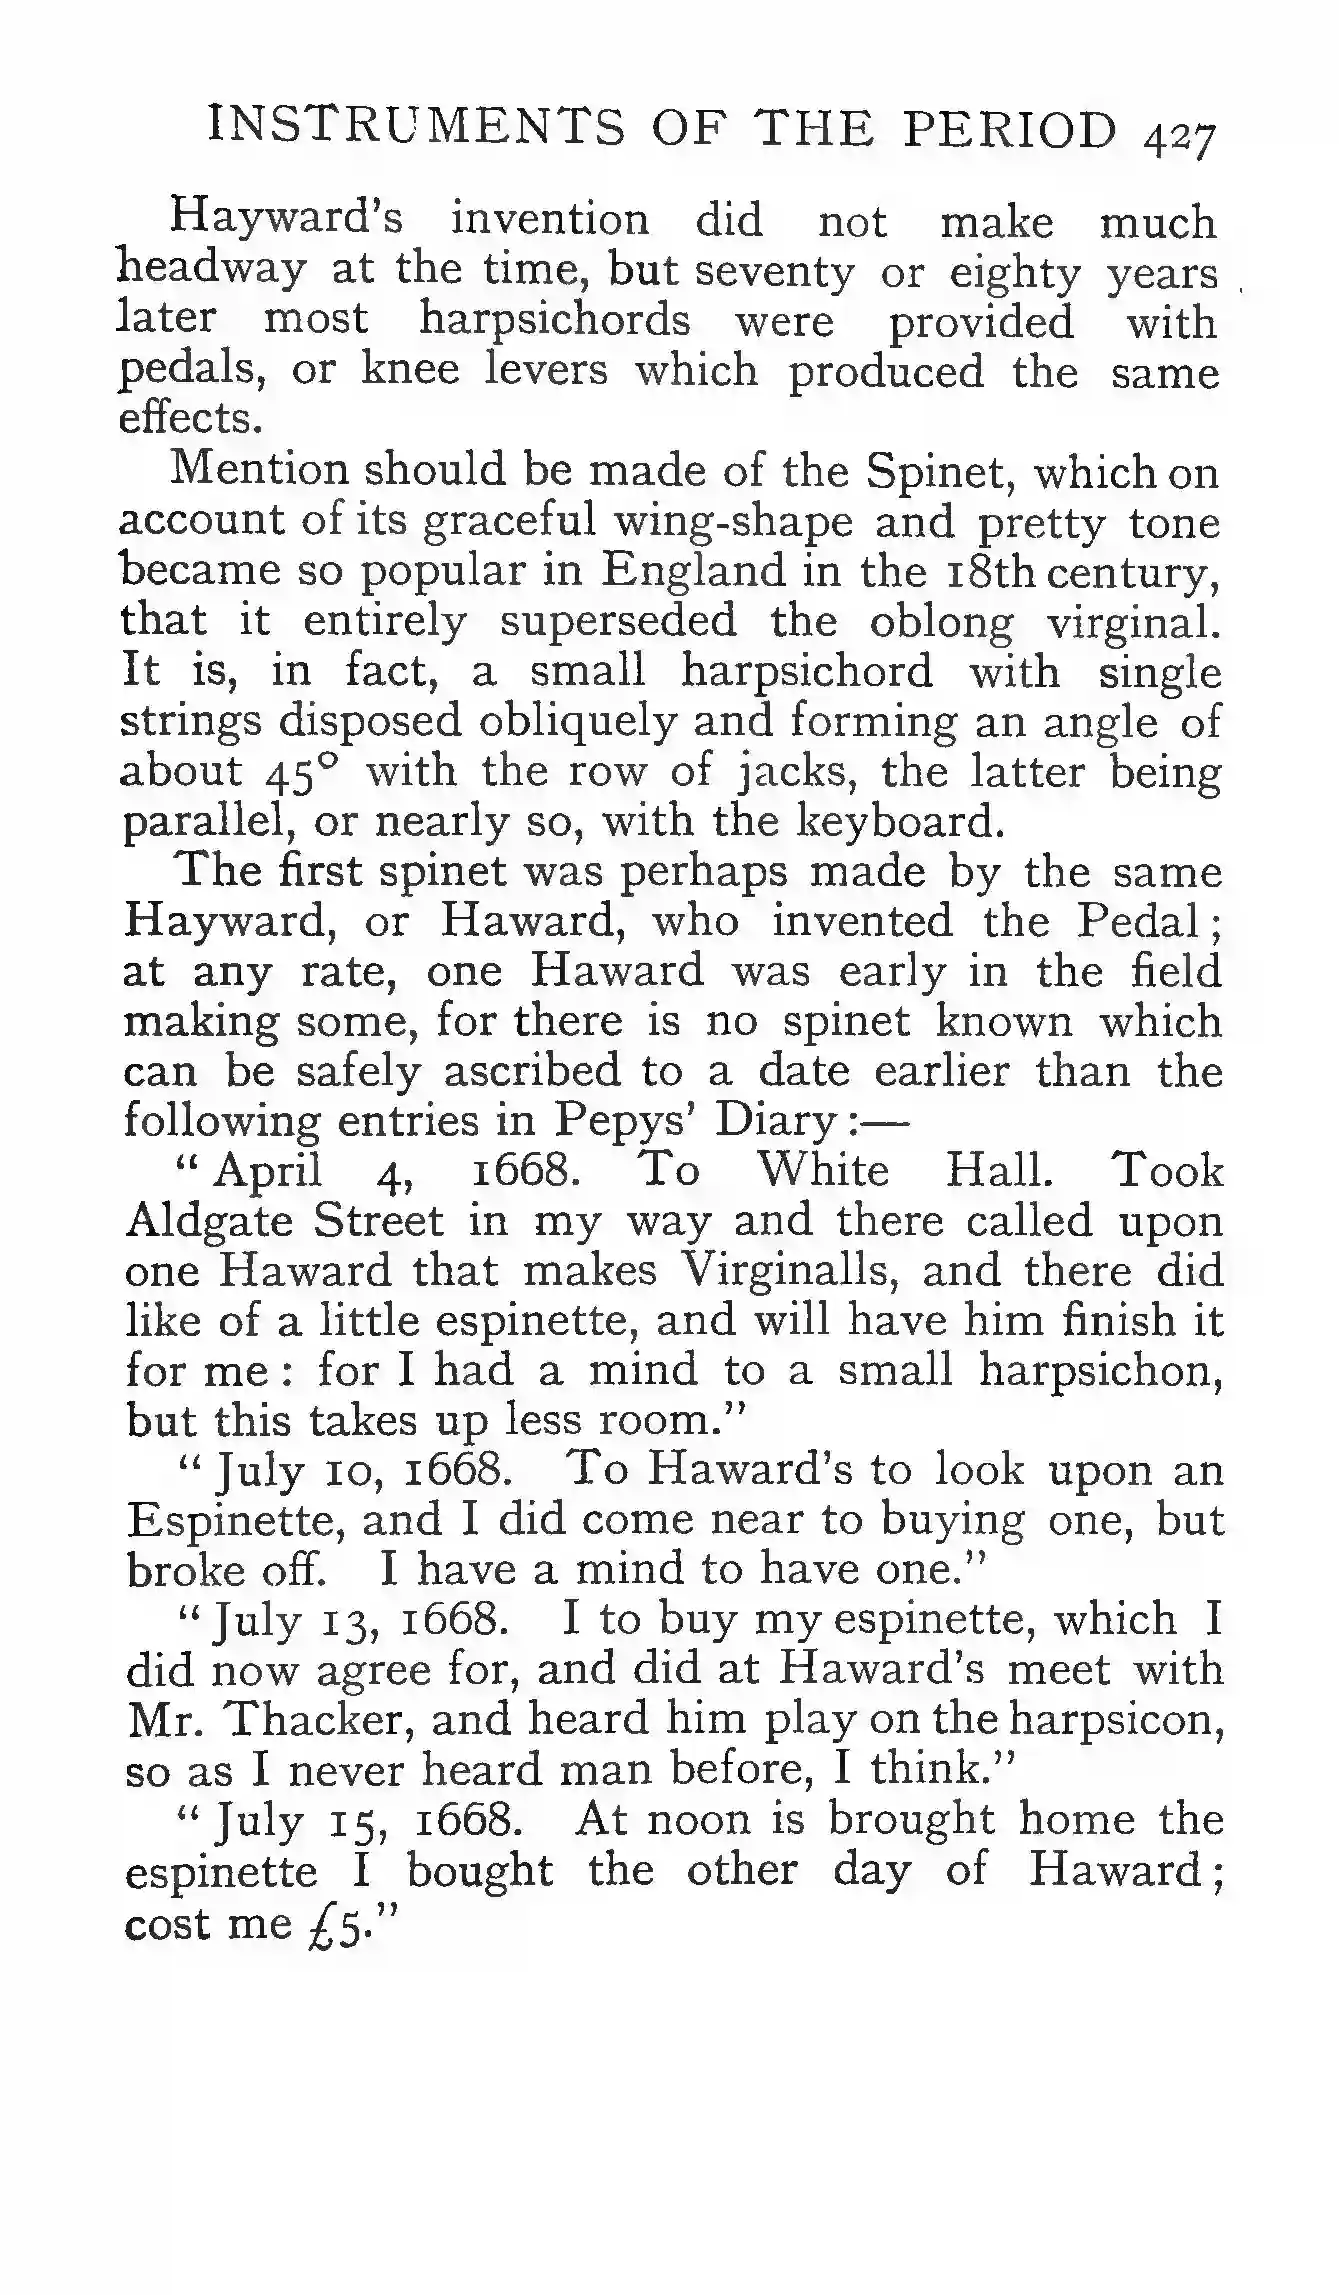 INSTRUMENTS OF THE PERIOD 427
Hayward's invention did not make much
headway at the time, but seventy or eighty years
later most harpsichords were provided with
pedals, or knee levers which produced the same
effects.
Mention should be made of the Spinet, which on
account of its graceful wing-shape and pretty tone
became so popular in England in the 18th century,
that it entirely superseded the oblong virginal.
It is, in fact, a small harpsichord with single
strings disposed obliquely and forming an angle of
about 45° with the row of jacks, the latter being
parallel, or nearly so, with the keyboard.
The first spinet was perhaps made by the same
Hayward, or Haward, who invented the Pedal;
at any rate, one Haward was early in the field
making some, for there is no spinet known which
can be safely ascribed to a date earlier than the
following entries in Pepys' Diary:—
"April 4, 1668. To White Hall. Took
Aldgate Street in my way and there called upon
one Haward that makes Virginalls, and there did
like of a little espinette, and will have him finish it
for me: for I had a mind to a small harpsichon,
but this takes up less room."
"July 10, 1668. To Haward's to look upon an
Espinette, and I did come near to buying one, but
broke off. I have a mind to have one."
"July 13, 1668. I to buy my espinette, which I
did now agree for, and did at Haward's meet with
Mr. Thacker, and heard him play on the harpsicon,
so as I never heard man before, I think."
"July 15, 1668. At noon is brought home the
espinette I bought the other day of Haward;
cost me £5."